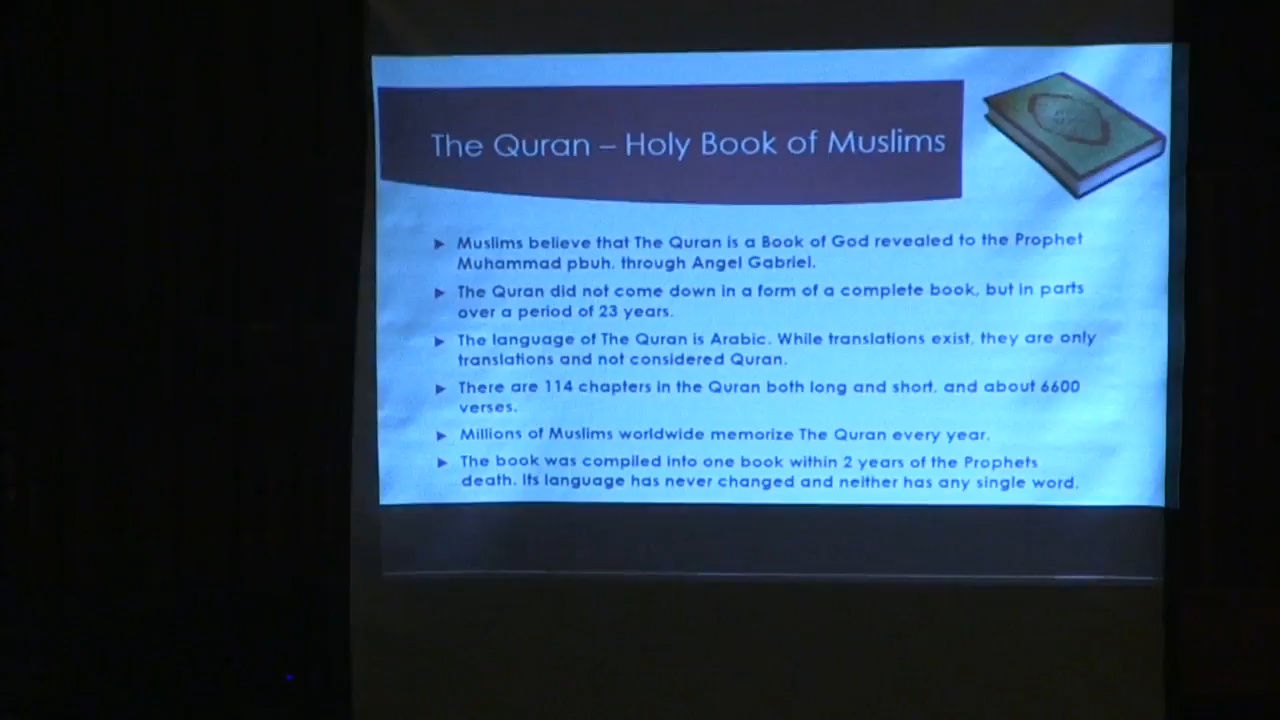 The Quran – Holy Book of Muslims
Muslims believe that The Quran is a Book of God revealed to the Prophet
Muhammad pbuh, through Angel Gabriel.
The Quran did not come down in a form of a complete book, but in parts
over a period of 23 years.
The language of The Quran is Arabic. While translations exist, they are only
translations and not considered Quran.
There are 114 chapters in the Quran both long and short, and about 6600
verses.
Millions of Muslims worldwide memorize The Quran every year.
The book was compiled into one book within 2 years of the Prophets
death. Its language has never changed and neither has any single word.